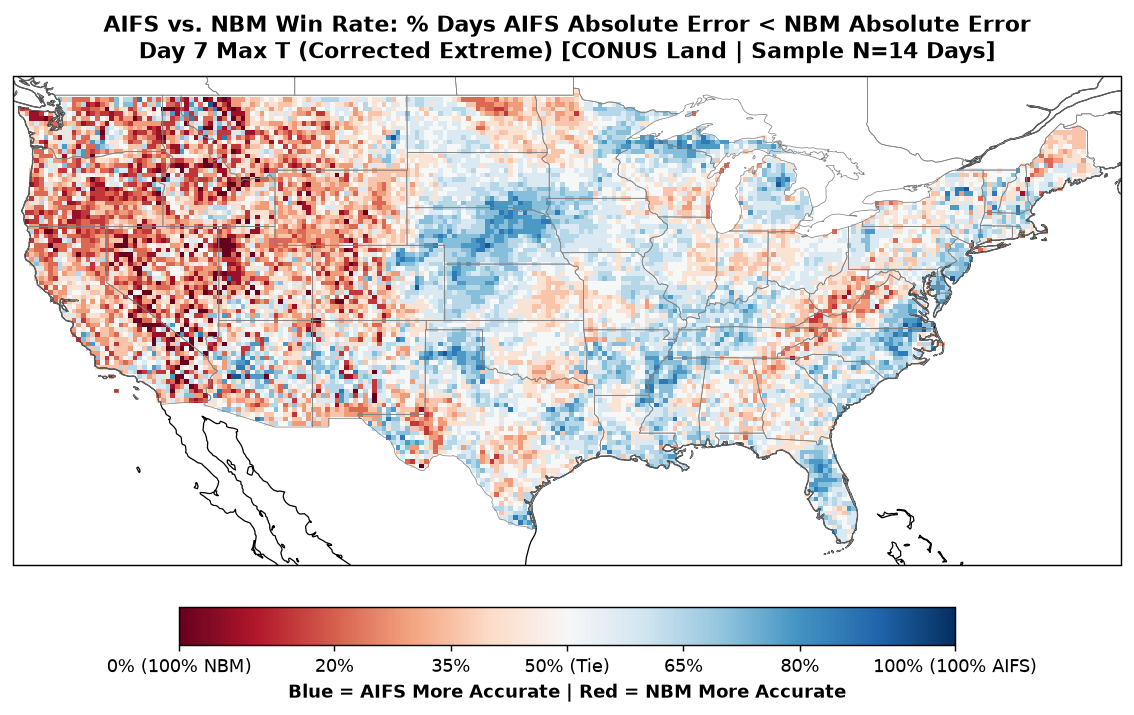 AIFS vs. NBM Win Rate: % Days AIFS Absolute Error < NBM Absolute Error
Day 7 Max T (Corrected Extreme) [CONUS Land | Sample N=14 Days]
0% (100% NBM) 20% 35% 50% (Tie) 65% 80% 100% (100% AIFS)
Blue = AIFS More Accurate | Red = NBM More Accurate